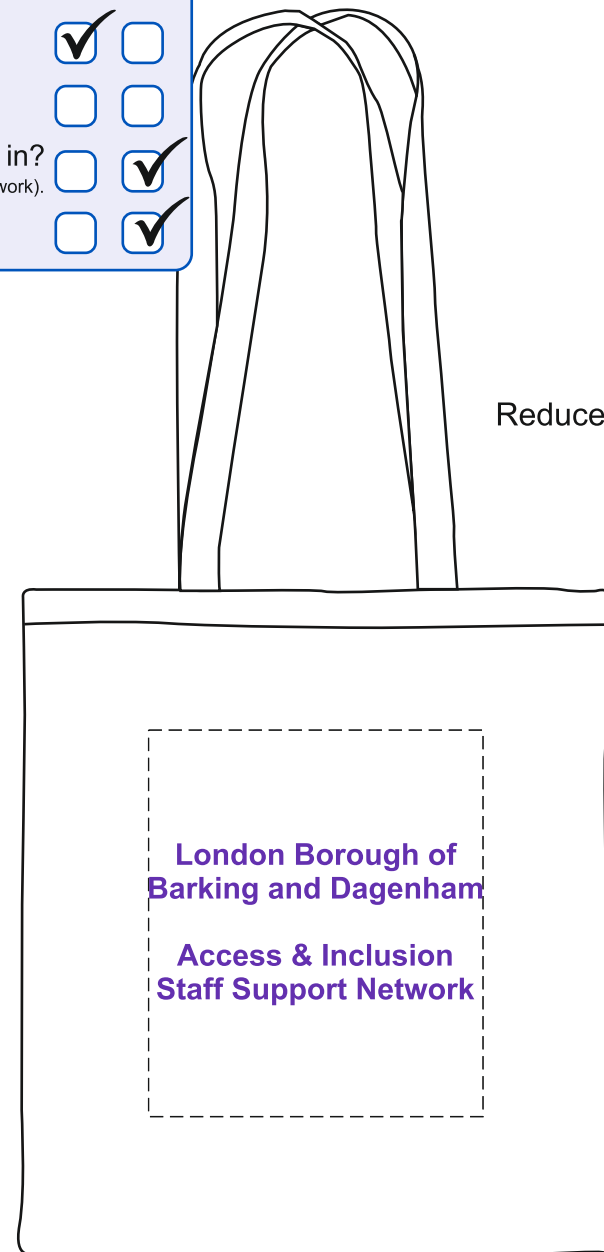 in?
work).
Reduce
London Borough of
Barking and Dagenham
Access & Inclusion
Staff Support Network